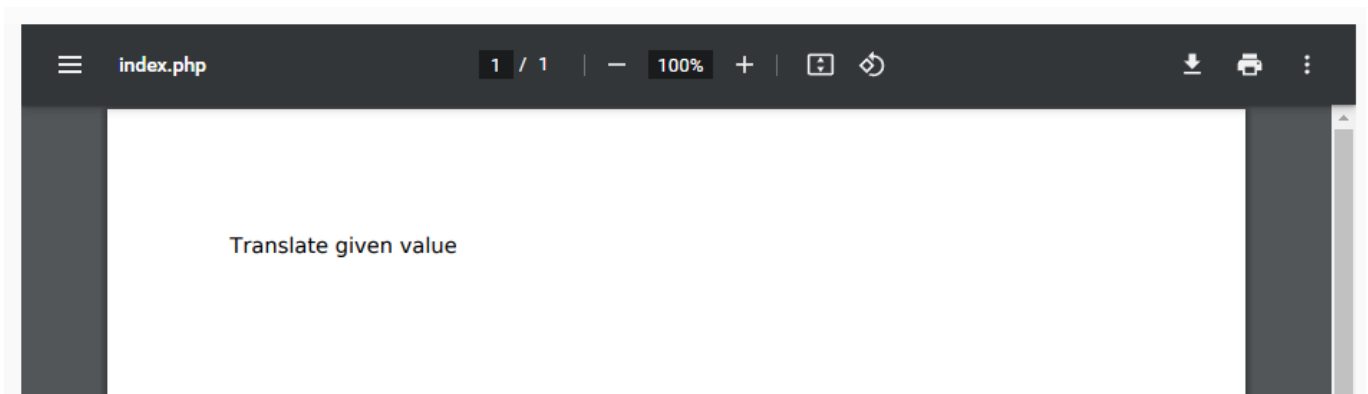 index.php 1 / 1 100%
Translate given value